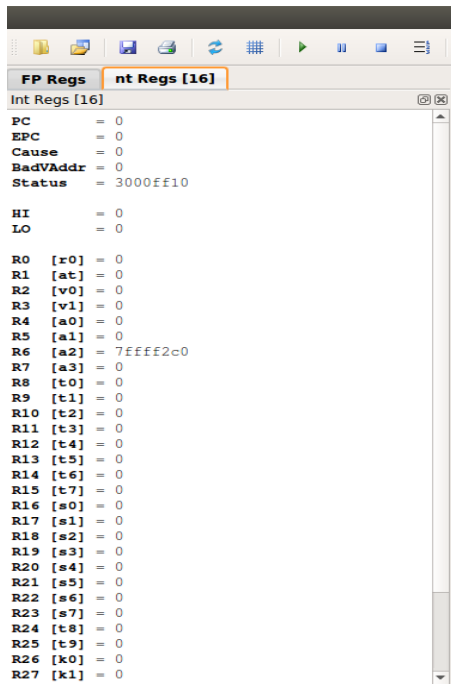 FP Regs nt Regs [16]
Int Regs [16]
PC = 0
EPC = 0
Cause = 0
BadVAddr = 0
Status = 3000ff10
HI = 0
LO = 0
R0 [r0] = 0
R1 [at] = 0
R2 [v0] = 0
R3 [v1] = 0
R4 [a0] = 0
R5 [a1] = 0
R6 [a2] = 7ffff2c0
R7 [a3] = 0
R8 [t0] = 0
R9 [t1] = 0
R10 [t2] = 0
R11 [t3] = 0
R12 [t4] = 0
R13 [t5] = 0
R14 [t6] = 0
R15 [t7] = 0
R16 [s0] = 0
R17 [s1] = 0
R18 [s2] = 0
R19 [s3] = 0
R20 [s4] = 0
R21 [s5] = 0
R22 [s6] = 0
R23 [s7] = 0
R24 [t8] = 0
R25 [t9] = 0
R26 [k0] = 0
R27 [k1] = 0